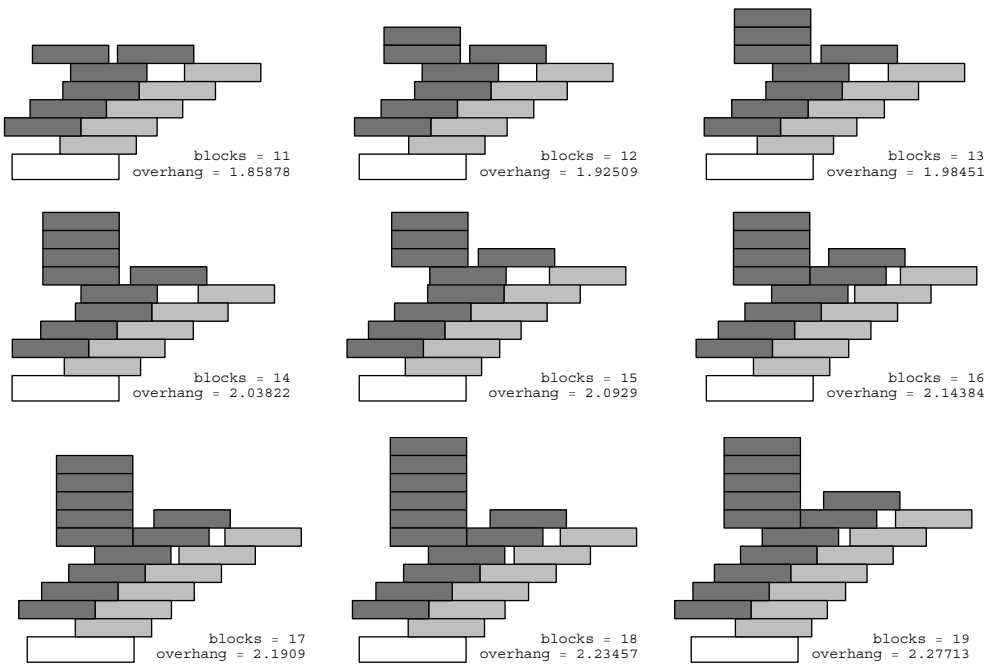 blocks = 11
overhang = 1.85878
blocks = 12
overhang = 1.92509
blocks = 13
overhang = 1.98451
blocks = 14
overhang = 2.03822
blocks = 15
overhang = 2.0929
blocks = 16
overhang = 2.14384
blocks = 17
overhang = 2.1909
blocks = 18
overhang = 2.23457
blocks = 19
overhang = 2.27713